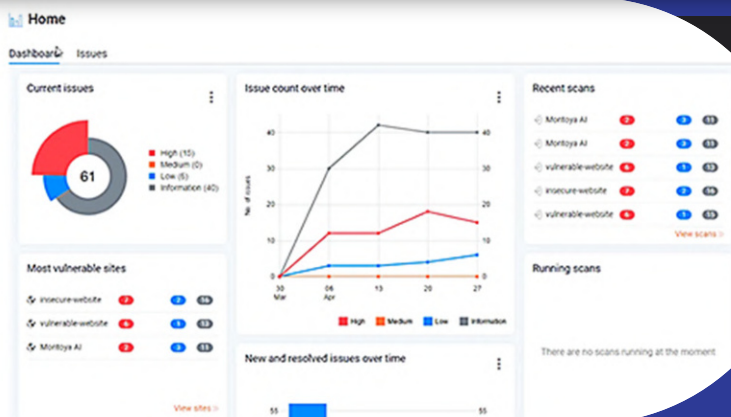 Home
Dashboard Issues
Current issues
61
High (15)
Medium (0)
Low (6)
Information (40)
Most vulnerable sites
insecure-website 7 2 16
vulnerable-website 6 1 13
Montoya AI 2 3 11
View sites
Issue count over time
No. of issues
40 40
30 30
20 20
10 10
0 0
30 06 13 20 27
Mar Apr
High Medium Low Information
New and resolved issues over time
55 55
Recent scans
Montoya AI 2 3 11
Montoya AI 2 3 11
vulnerable-website 6 1 13
insecure-website 7 2 16
vulnerable-website 6 1
View scans
Running scans
There are no scans running at the moment